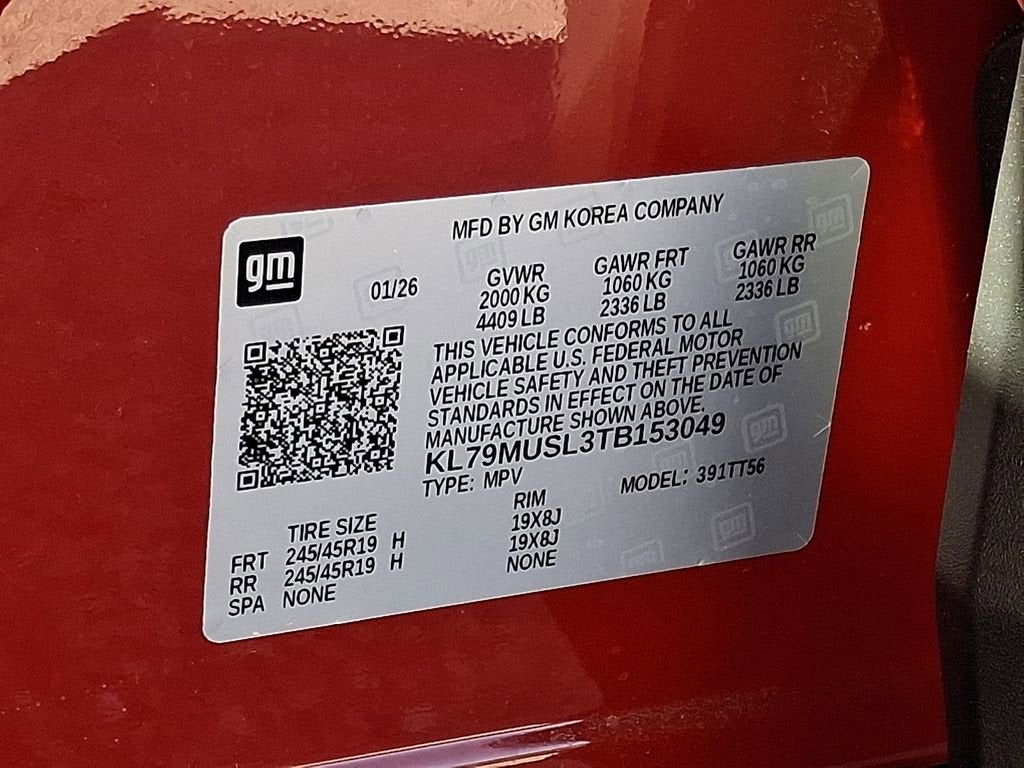 MFD BY GM KOREA COMPANY
gm
01/26
GVWR GAWR FRT GAWR RR
2000 KG 1060 KG 1060 KG
4409 LB 2336 LB 2336 LB
THIS VEHICLE CONFORMS TO ALL
APPLICABLE U.S. FEDERAL MOTOR
VEHICLE SAFETY AND THEFT PREVENTION
STANDARDS IN EFFECT ON THE DATE OF
MANUFACTURE SHOWN ABOVE.
KL79MUSL3TB153049
TYPE: MPV MODEL: 391TT56
TIRE SIZE RIM
FRT 245/45R19 H 19X8J
RR 245/45R19 H 19X8J
SPA NONE NONE